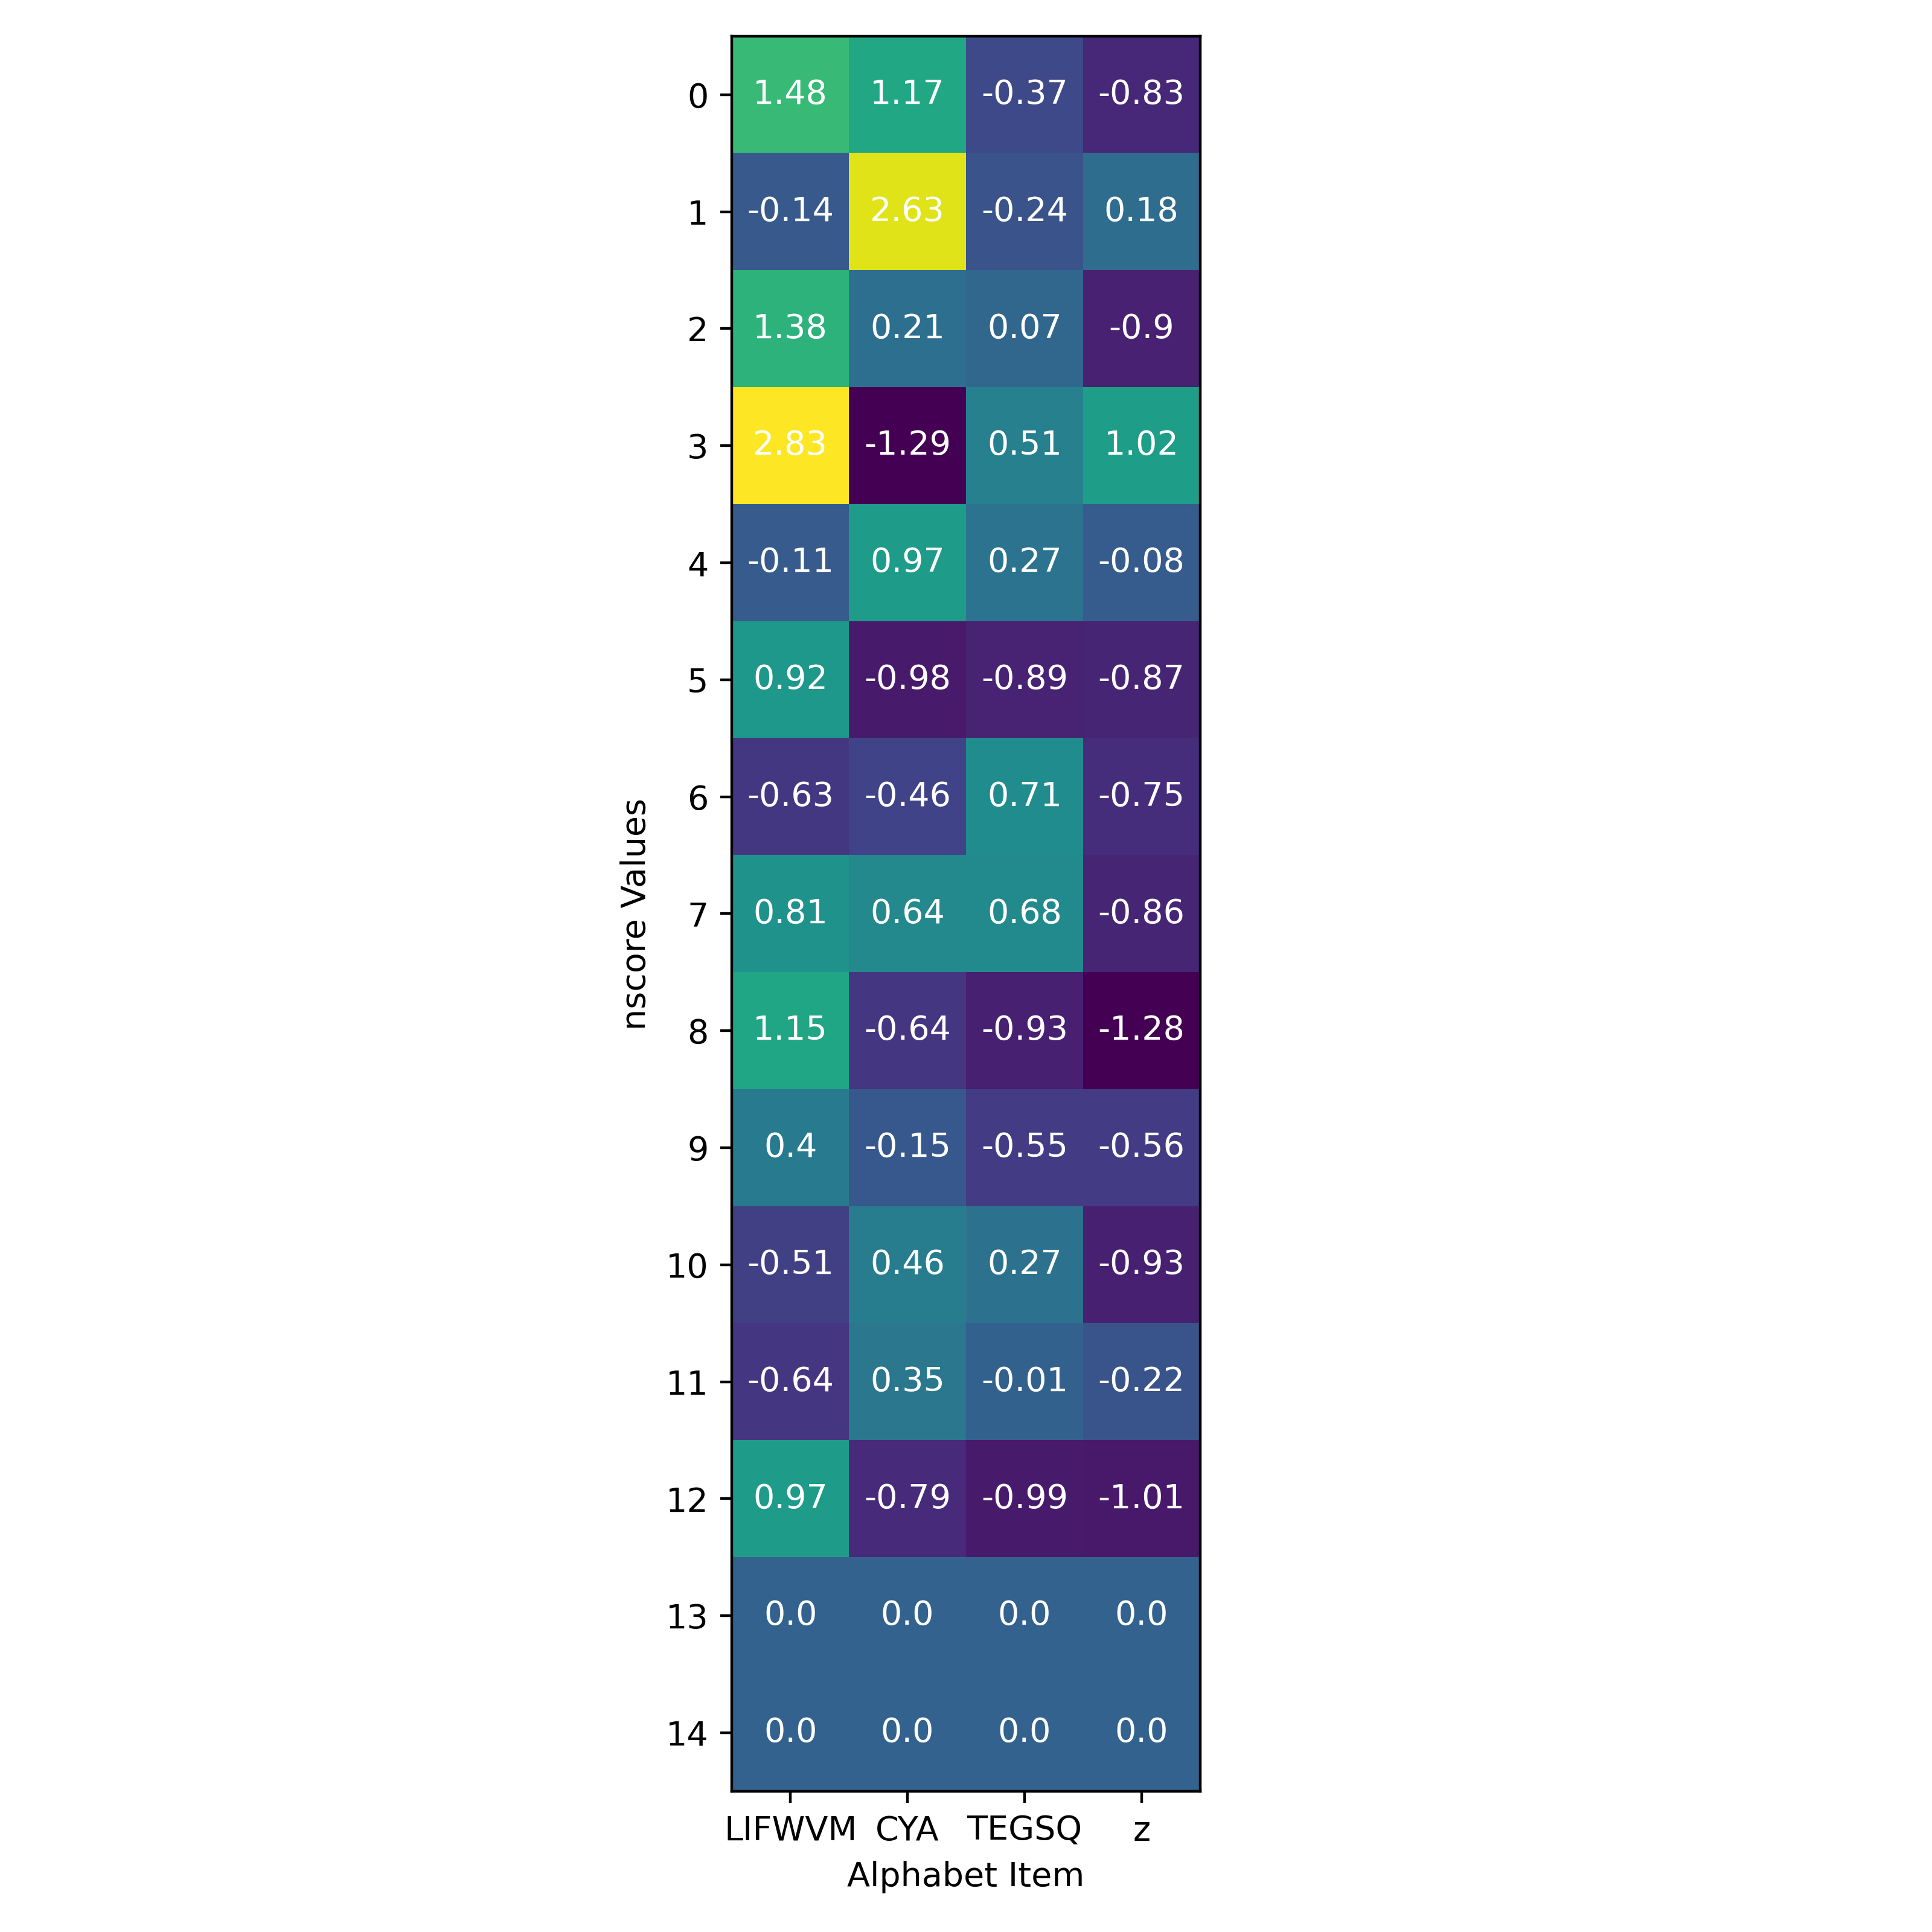 0 1.48 1.17 -0.37 -0.83
1 -0.14 2.63 -0.24 0.18
2 1.38 0.21 0.07 -0.9
3 2.83 -1.29 0.51 1.02
4 -0.11 0.97 0.27 -0.08
5 0.92 -0.98 -0.89 -0.87
6 -0.63 -0.46 0.71 -0.75
7 0.81 0.64 0.68 -0.86
8 1.15 -0.64 -0.93 -1.28
9 0.4 -0.15 -0.55 -0.56
10 -0.51 0.46 0.27 -0.93
11 -0.64 0.35 -0.01 -0.22
12 0.97 -0.79 -0.99 -1.01
13 0.0 0.0 0.0 0.0
14 0.0 0.0 0.0 0.0
LIFWVM CYA TEGSQ z
Alphabet Item
nscore Values